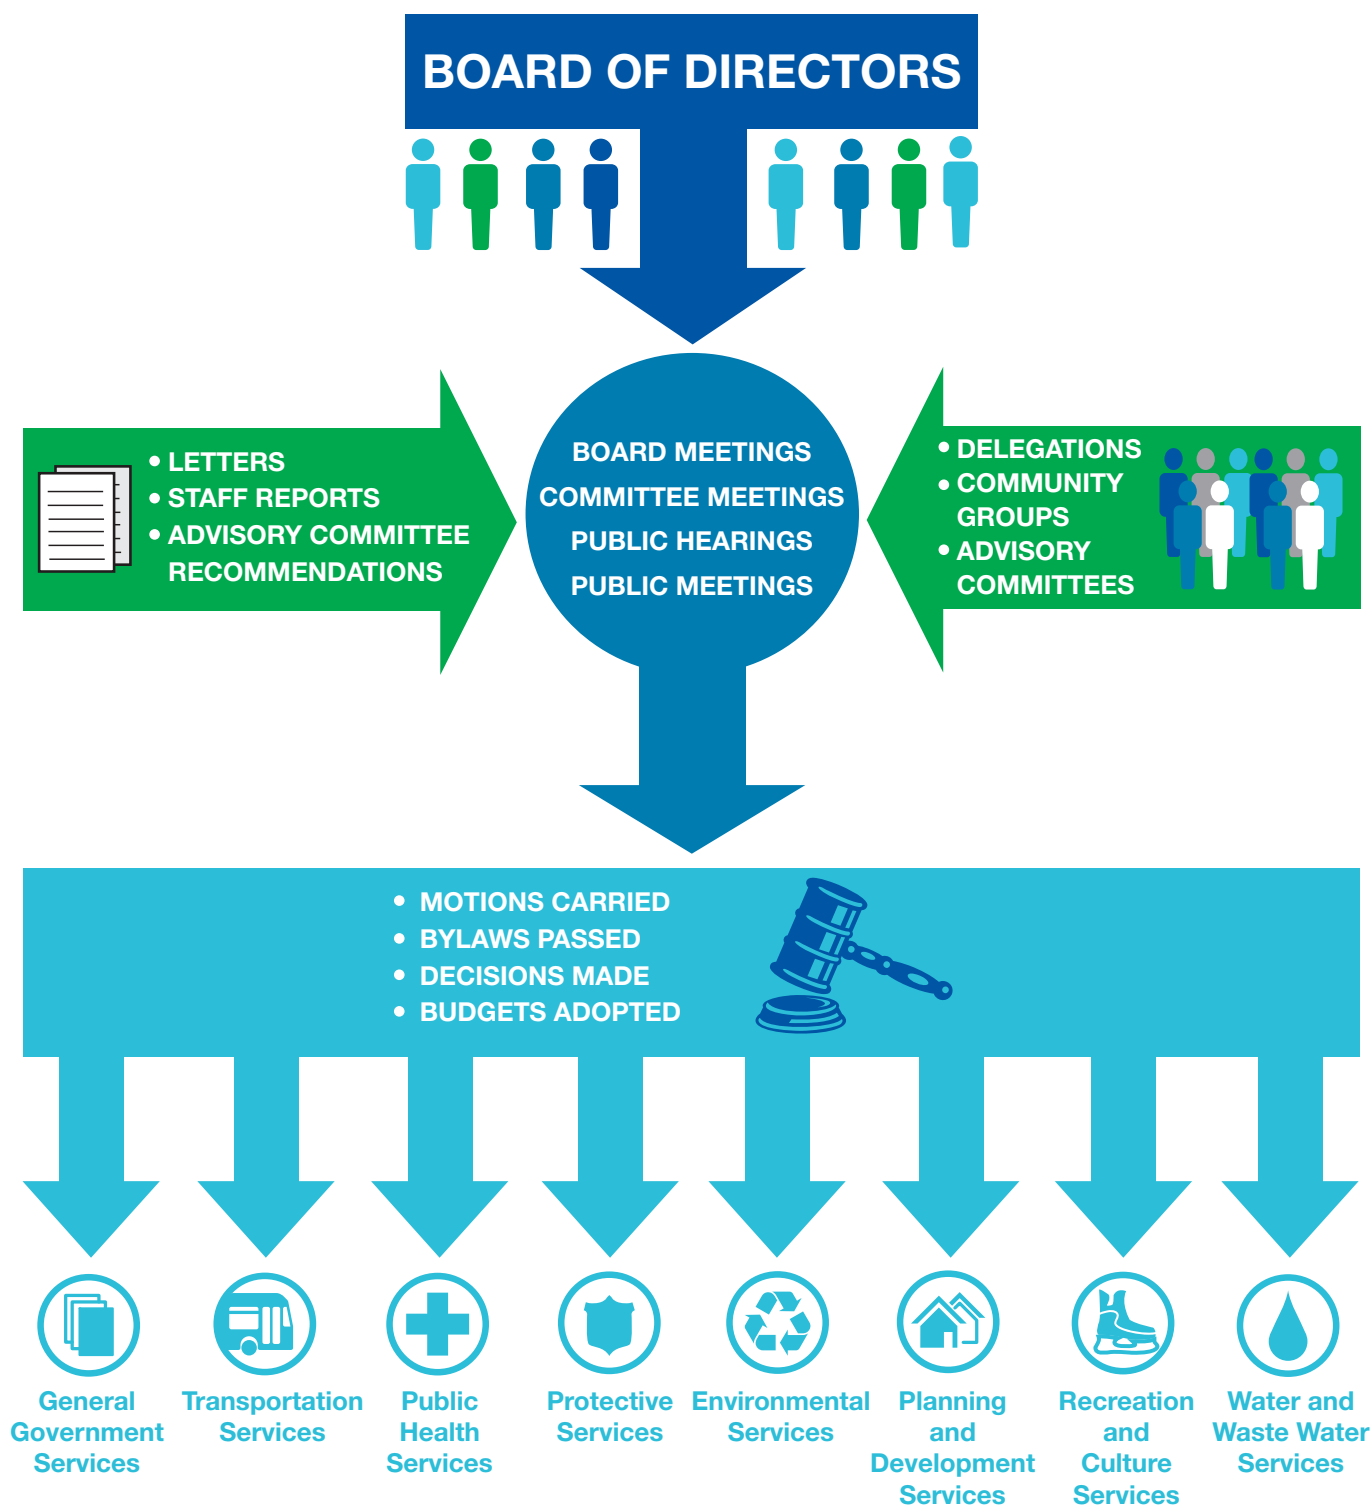 BOARD OF DIRECTORS
• LETTERS
• STAFF REPORTS
• ADVISORY COMMITTEE
RECOMMENDATIONS
BOARD MEETINGS
COMMITTEE MEETINGS
PUBLIC HEARINGS
PUBLIC MEETINGS
• DELEGATIONS
• COMMUNITY
GROUPS
• ADVISORY
COMMITTEES
• MOTIONS CARRIED
• BYLAWS PASSED
• DECISIONS MADE
• BUDGETS ADOPTED
General
Government
Services
Transportation
Services
Public
Health
Services
Protective
Services
Environmental
Services
Planning
and
Development
Services
Recreation
and
Culture
Services
Water and
Waste Water
Services